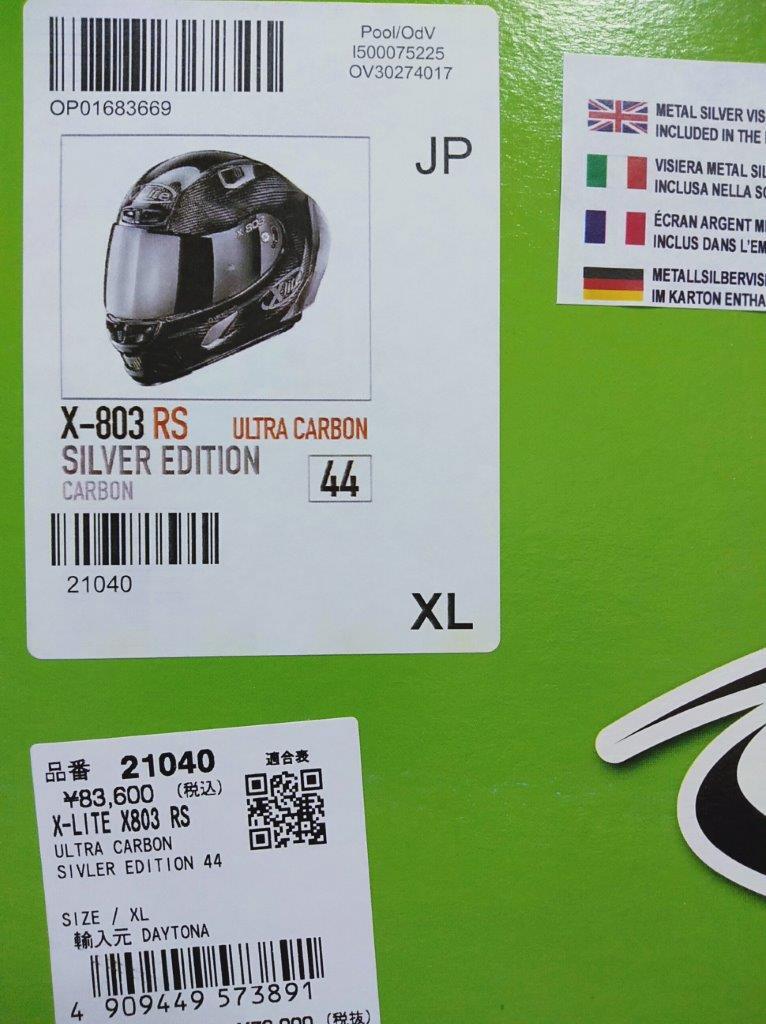 Pool/OdV
I500075225
OV30274017
OP01683669
JP
X-lite
X-803
X-lite
X-803 RS ULTRA CARBON
SILVER EDITION
CARBON
44
21040
XL
METAL SILVER VIS
INCLUDED IN THE
VISIERA METAL SIL
INCLUSA NELLA SC
ÉCRAN ARGENT M
INCLUS DANS L'EM
METALLSILBERVIS
IM KARTON ENTHA
品番 21040
適合表
¥83,600 (税込)
X-LITE X803 RS
ULTRA CARBON
SIVLER EDITION 44
SIZE / XL
輸入元 DAYTONA
4 909449 573891
(税抜)